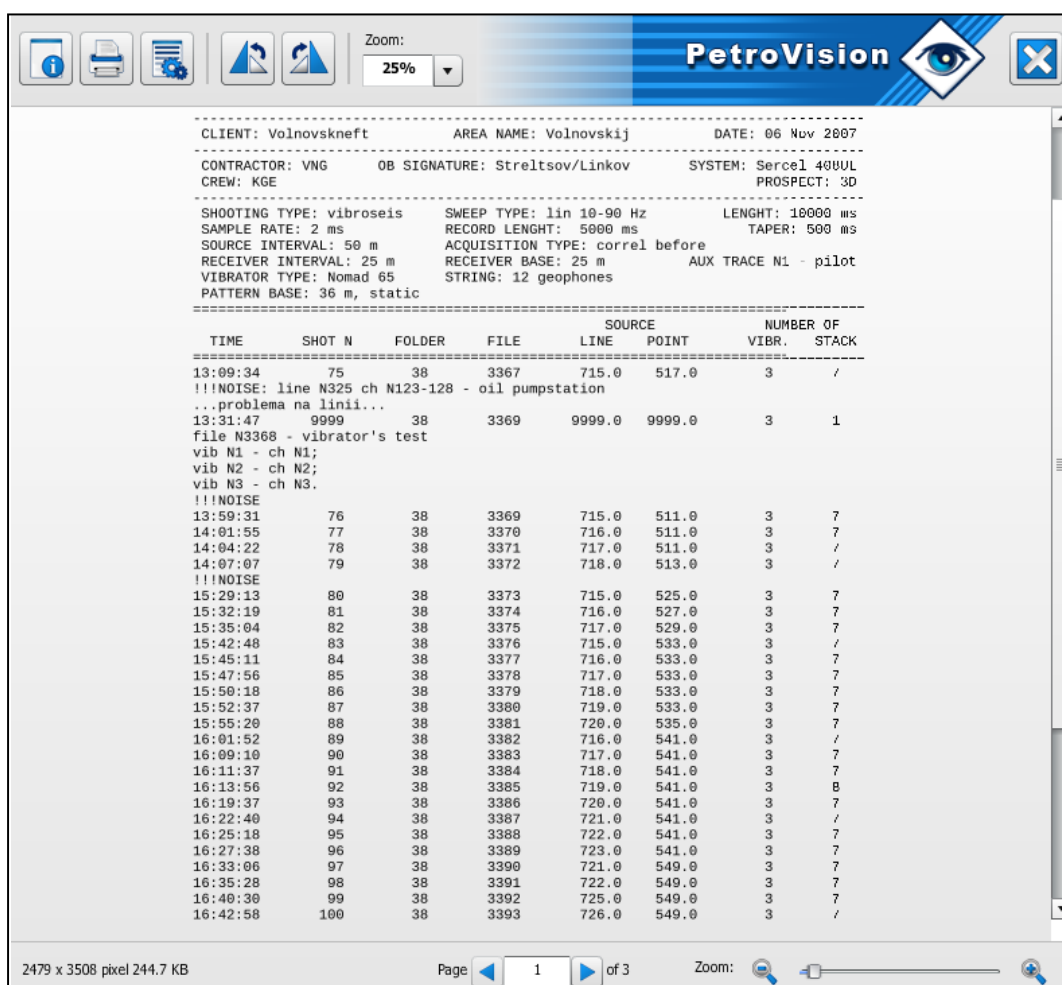 Zoom:
25%
PetroVision
CLIENT: Volnovskneft AREA NAME: Volnovskij DATE: 06 Nov 2007
CONTRACTOR: VNG OB SIGNATURE: Streltsov/Linkov SYSTEM: Sercel 408UL
CREW: KGE PROSPECT: 3D
SHOOTING TYPE: vibroseis SWEEP TYPE: lin 10-90 Hz LENGHT: 10000 ms
SAMPLE RATE: 2 ms RECORD LENGHT: 5000 ms TAPER: 500 ms
SOURCE INTERVAL: 50 m ACQUISITION TYPE: correl before
RECEIVER INTERVAL: 25 m RECEIVER BASE: 25 m AUX TRACE N1 - pilot
VIBRATOR TYPE: Nomad 65 STRING: 12 geophones
PATTERN BASE: 36 m, static
SOURCE NUMBER OF
TIME SHOT N FOLDER FILE LINE POINT VIBR. STACK
13:09:34 75 38 3367 715.0 517.0 3
!!!NOISE: line N325 ch N123-128 - oil pumpstation
...problema na linii...
13:31:47 9999 38 3369 9999.0 9999.0 3 1
file N3368 - vibrator's test
vib N1 - ch N1;
vib N2 - ch N2;
vib N3 - ch N3.
!!!NOISE
13:59:31 76 38 3369 715.0 511.0 3 7
14:01:55 77 38 3370 716.0 511.0 3 7
14:04:22 78 38 3371 717.0 511.0 3
14:07:07 79 38 3372 718.0 513.0 3
!!!NOISE
15:29:13 80 38 3373 715.0 525.0 3 7
15:32:19 81 38 3374 716.0 527.0 3 7
15:35:04 82 38 3375 717.0 529.0 3 7
15:42:48 83 38 3376 715.0 533.0 3
15:45:11 84 38 3377 716.0 533.0 3 7
15:47:56 85 38 3378 717.0 533.0 3 7
15:50:18 86 38 3379 718.0 533.0 3 7
15:52:37 87 38 3380 719.0 533.0 3 7
15:55:20 88 38 3381 720.0 535.0 3 7
16:01:52 89 38 3382 716.0 541.0 3
16:09:10 90 38 3383 717.0 541.0 3 7
16:11:37 91 38 3384 718.0 541.0 3 7
16:13:56 92 38 3385 719.0 541.0 3
16:19:37 93 38 3386 720.0 541.0 3 7
16:22:40 94 38 3387 721.0 541.0 3
16:25:18 95 38 3388 722.0 541.0 3 7
16:27:38 96 38 3389 723.0 541.0 3 7
16:33:06 97 38 3390 721.0 549.0 3 7
16:35:28 98 38 3391 722.0 549.0 3 7
16:40:30 99 38 3392 725.0 549.0 3 7
16:42:58 100 38 3393 726.0 549.0 3
2479 x 3508 pixel 244.7 KB Page 1 of 3 Zoom: